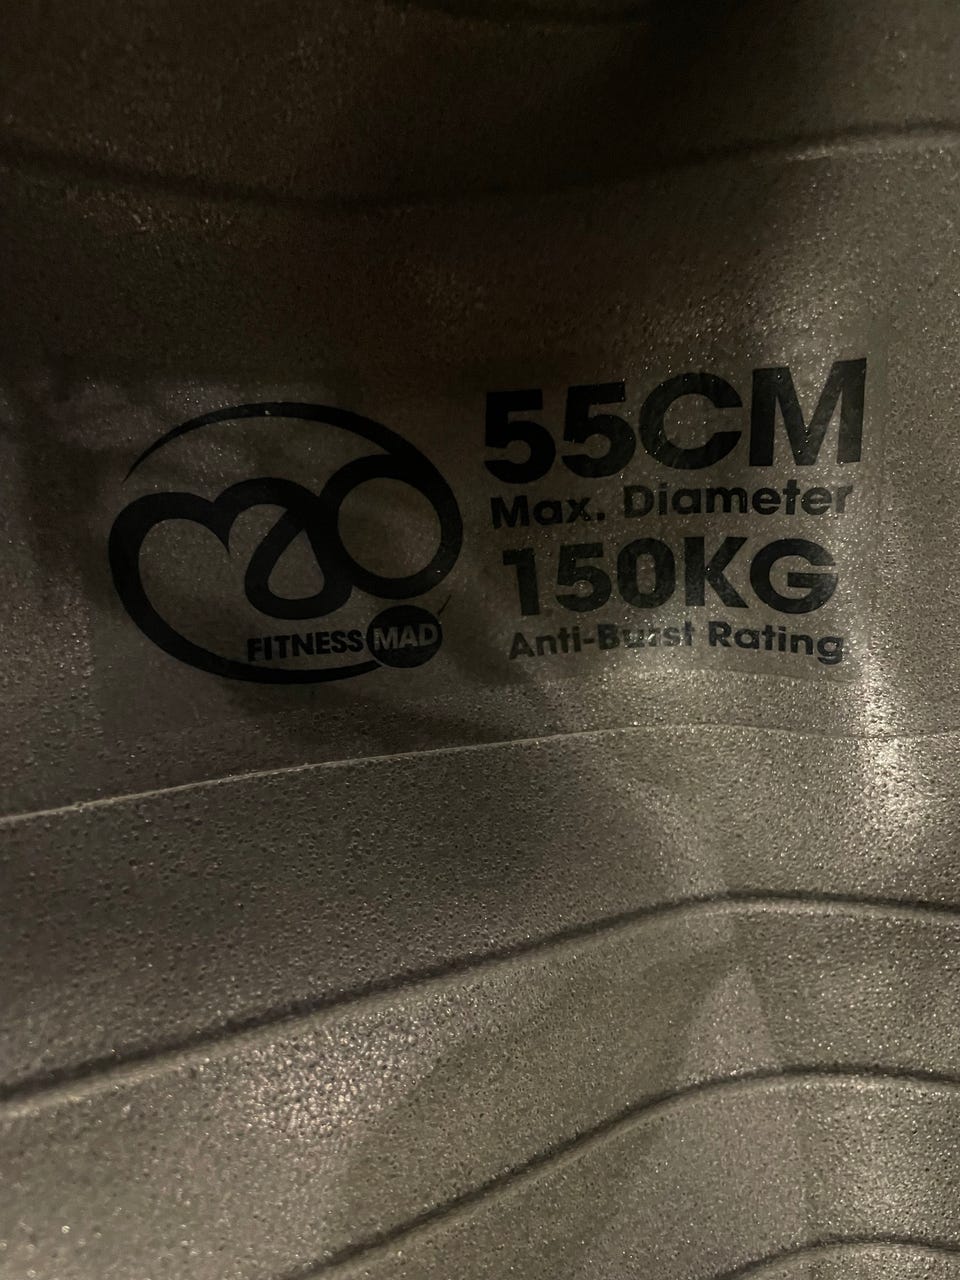 55CM
Max. Diameter
150KG
Anti-Burst Rating
FITNESS MAD